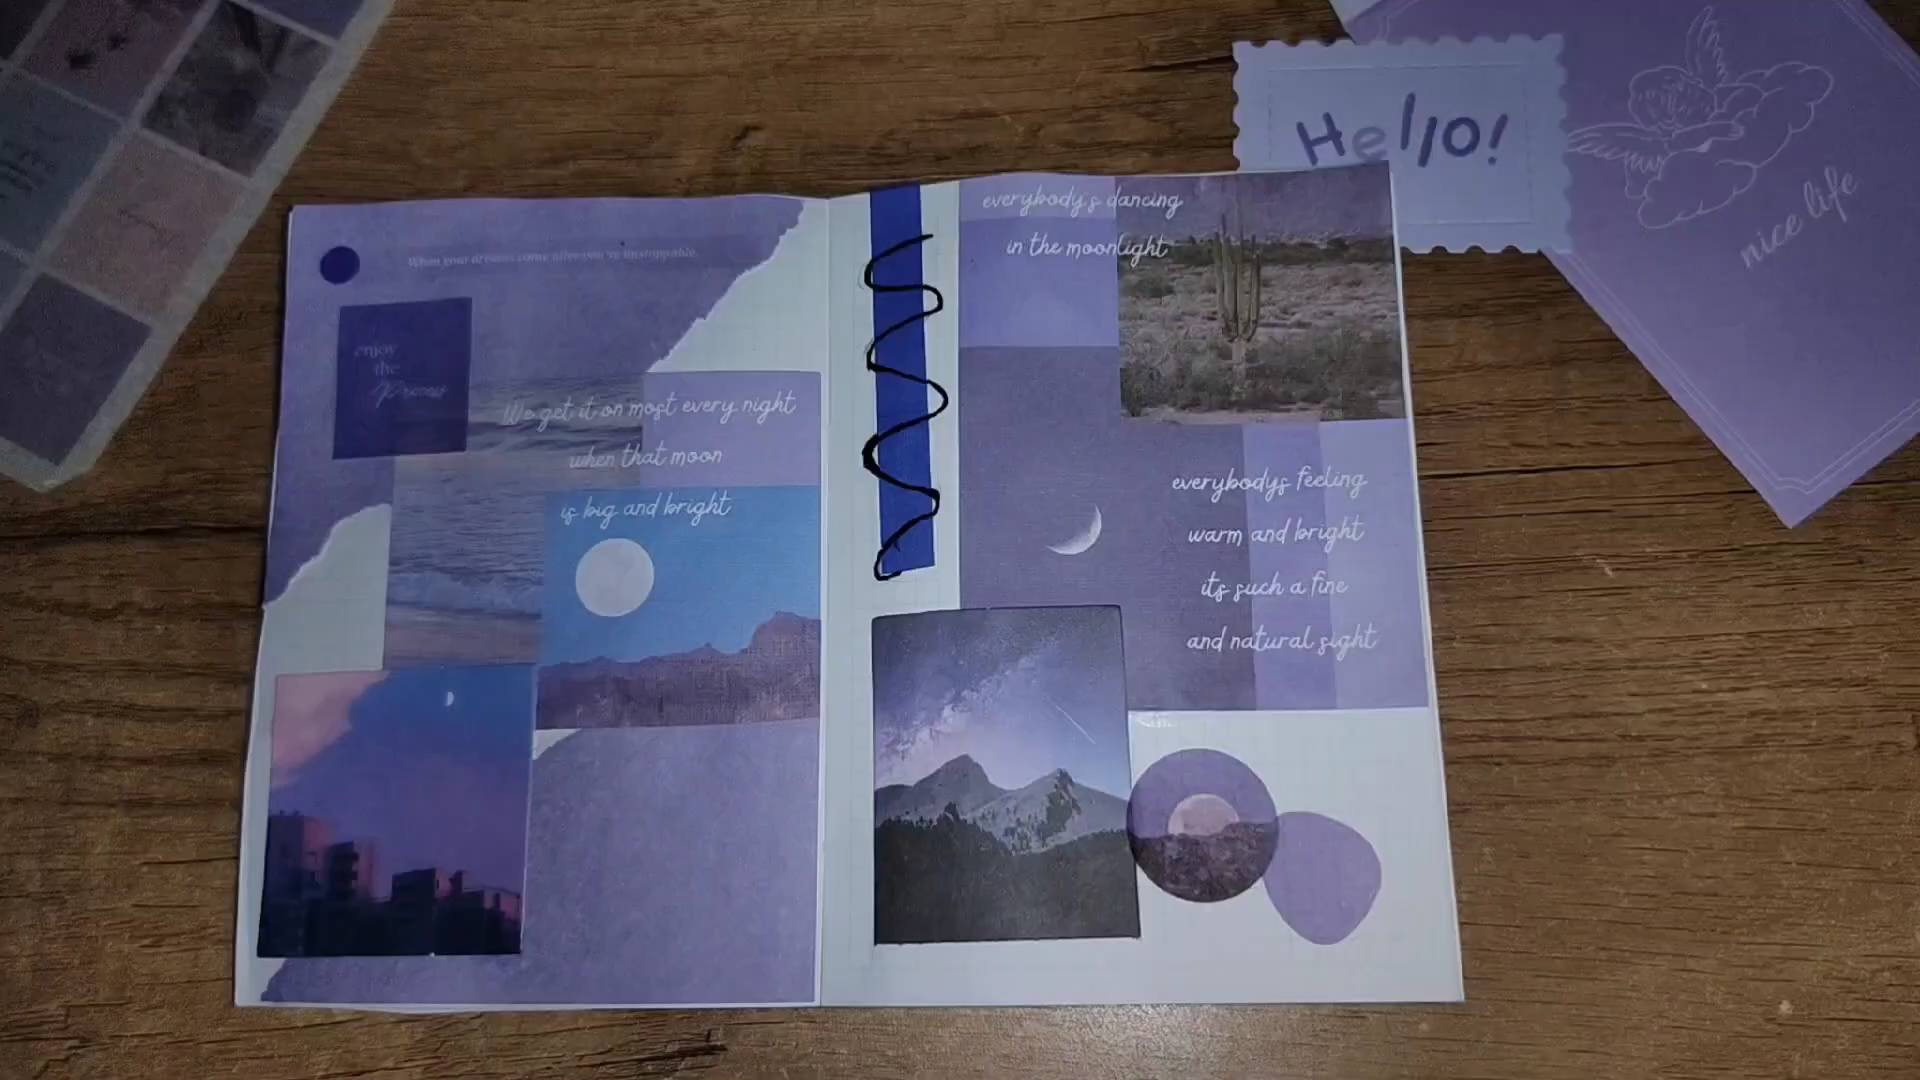 When your dreams come alive you're unstoppable.
enjoy
the
Process
We get it on most every night
when that moon
is big and bright
everybody's dancing
in the moonlight
everybodys feeling
warm and bright
its such a fine
and natural sight
Hello!
nice life